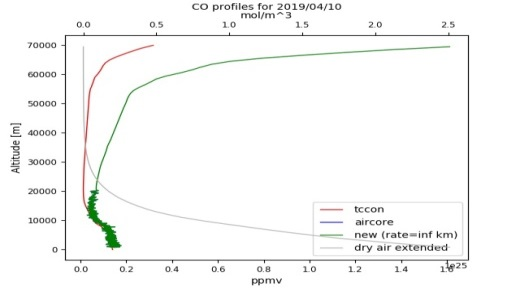 CO profiles for 2019/04/10
mol/m^3
0.0 0.5 1.0 1.5 2.0 2.5
70000
60000
50000
40000
30000
20000
10000
0
Altitude [m]
tccon
aircore
new (rate=inf km)
dry air extended
0.0 0.2 0.4 0.6 0.8 1.0 1.2 1.4 1.6
1e25
ppmv